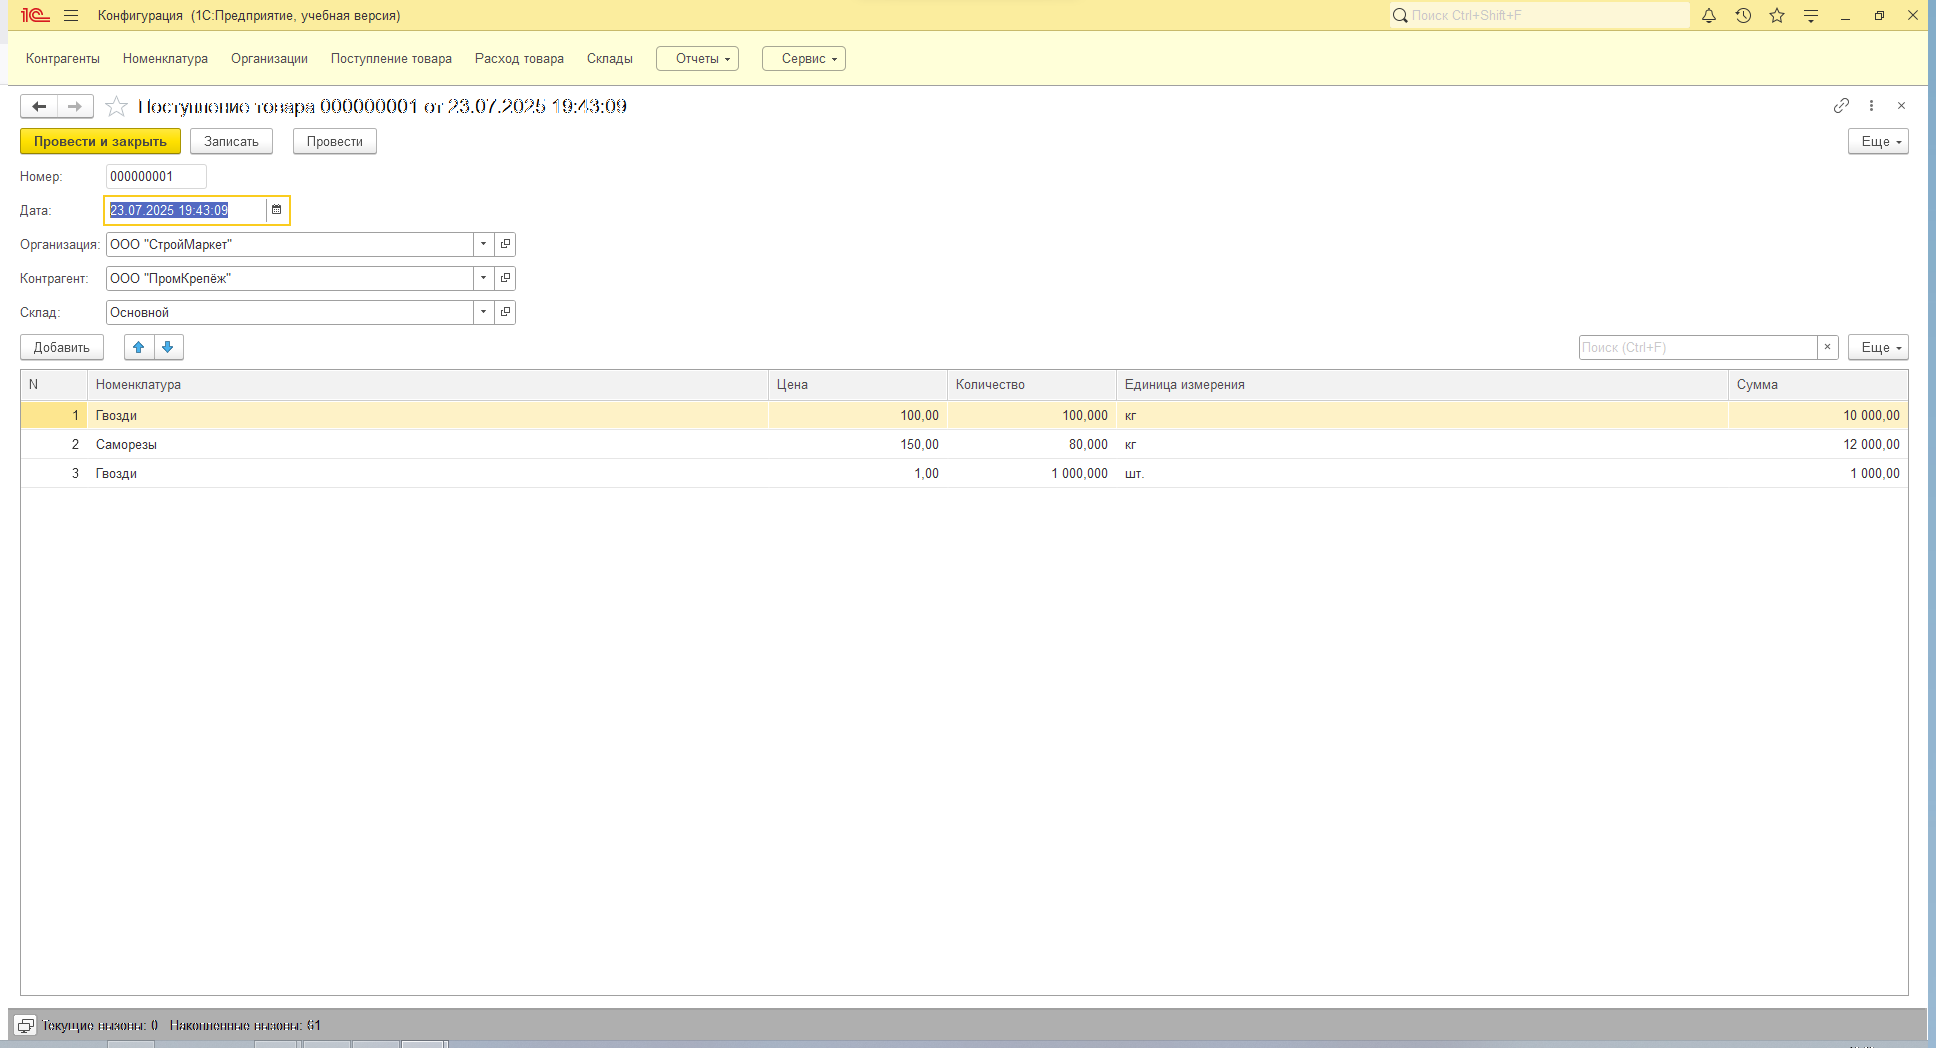 1С Конфигурация (1С:Предприятие, учебная версия) Поиск Ctrl+Shift+F
Контрагенты Номенклатура Организации Поступление товара Расход товара Склады Отчеты Сервис
Поступление товара 000000001 от 23.07.2025 19:43:09
Провести и закрыть Записать Провести Еще
Номер: 000000001
Дата: 23.07.2025 19:43:09
Организация: ООО "СтройМаркет"
Контрагент: ООО "ПромКрепёж"
Склад: Основной
Добавить Поиск (Ctrl+F) × Еще
N Номенклатура Цена Количество Единица измерения Сумма
1 Гвозди 100,00 100,000 кг 10 000,00
2 Саморезы 150,00 80,000 кг 12 000,00
3 Гвозди 1,00 1 000,000 шт. 1 000,00
Текущие вызовы: 0 Накопленные вызовы: 61